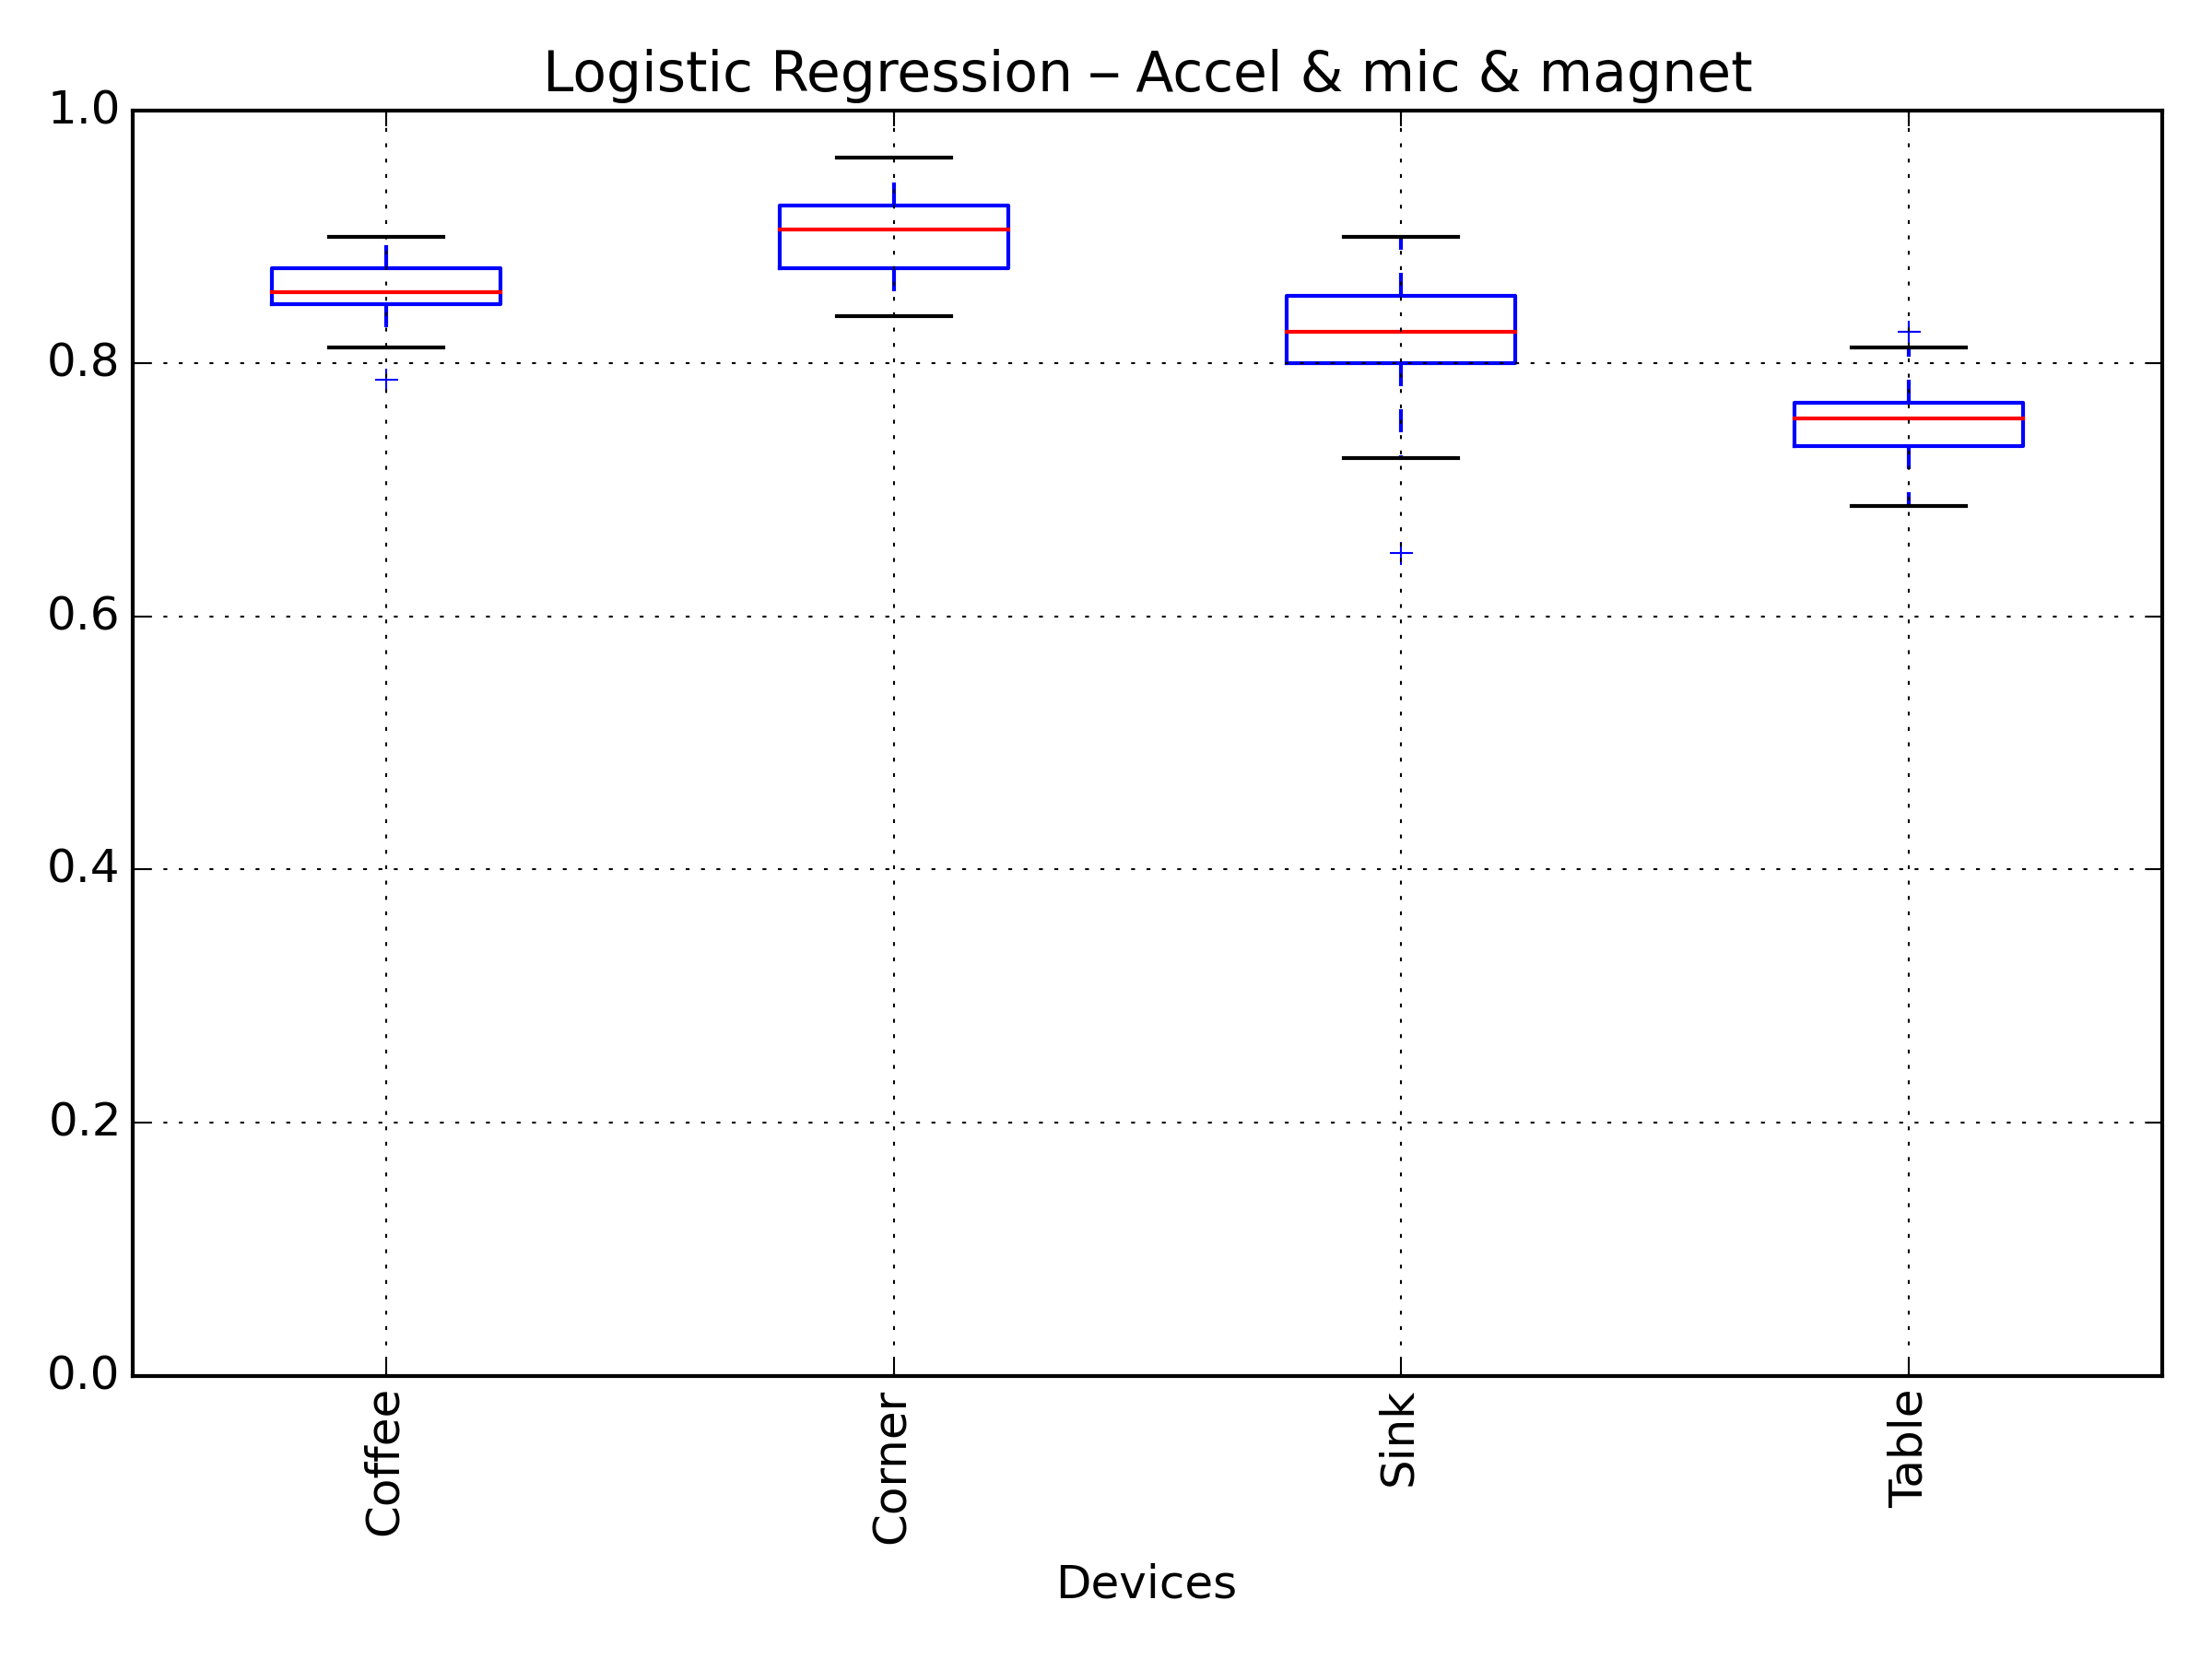 Logistic Regression – Accel & mic & magnet
1.0
0.8
0.6
0.4
0.2
0.0
Coffee
Corner
Sink
Table
Devices